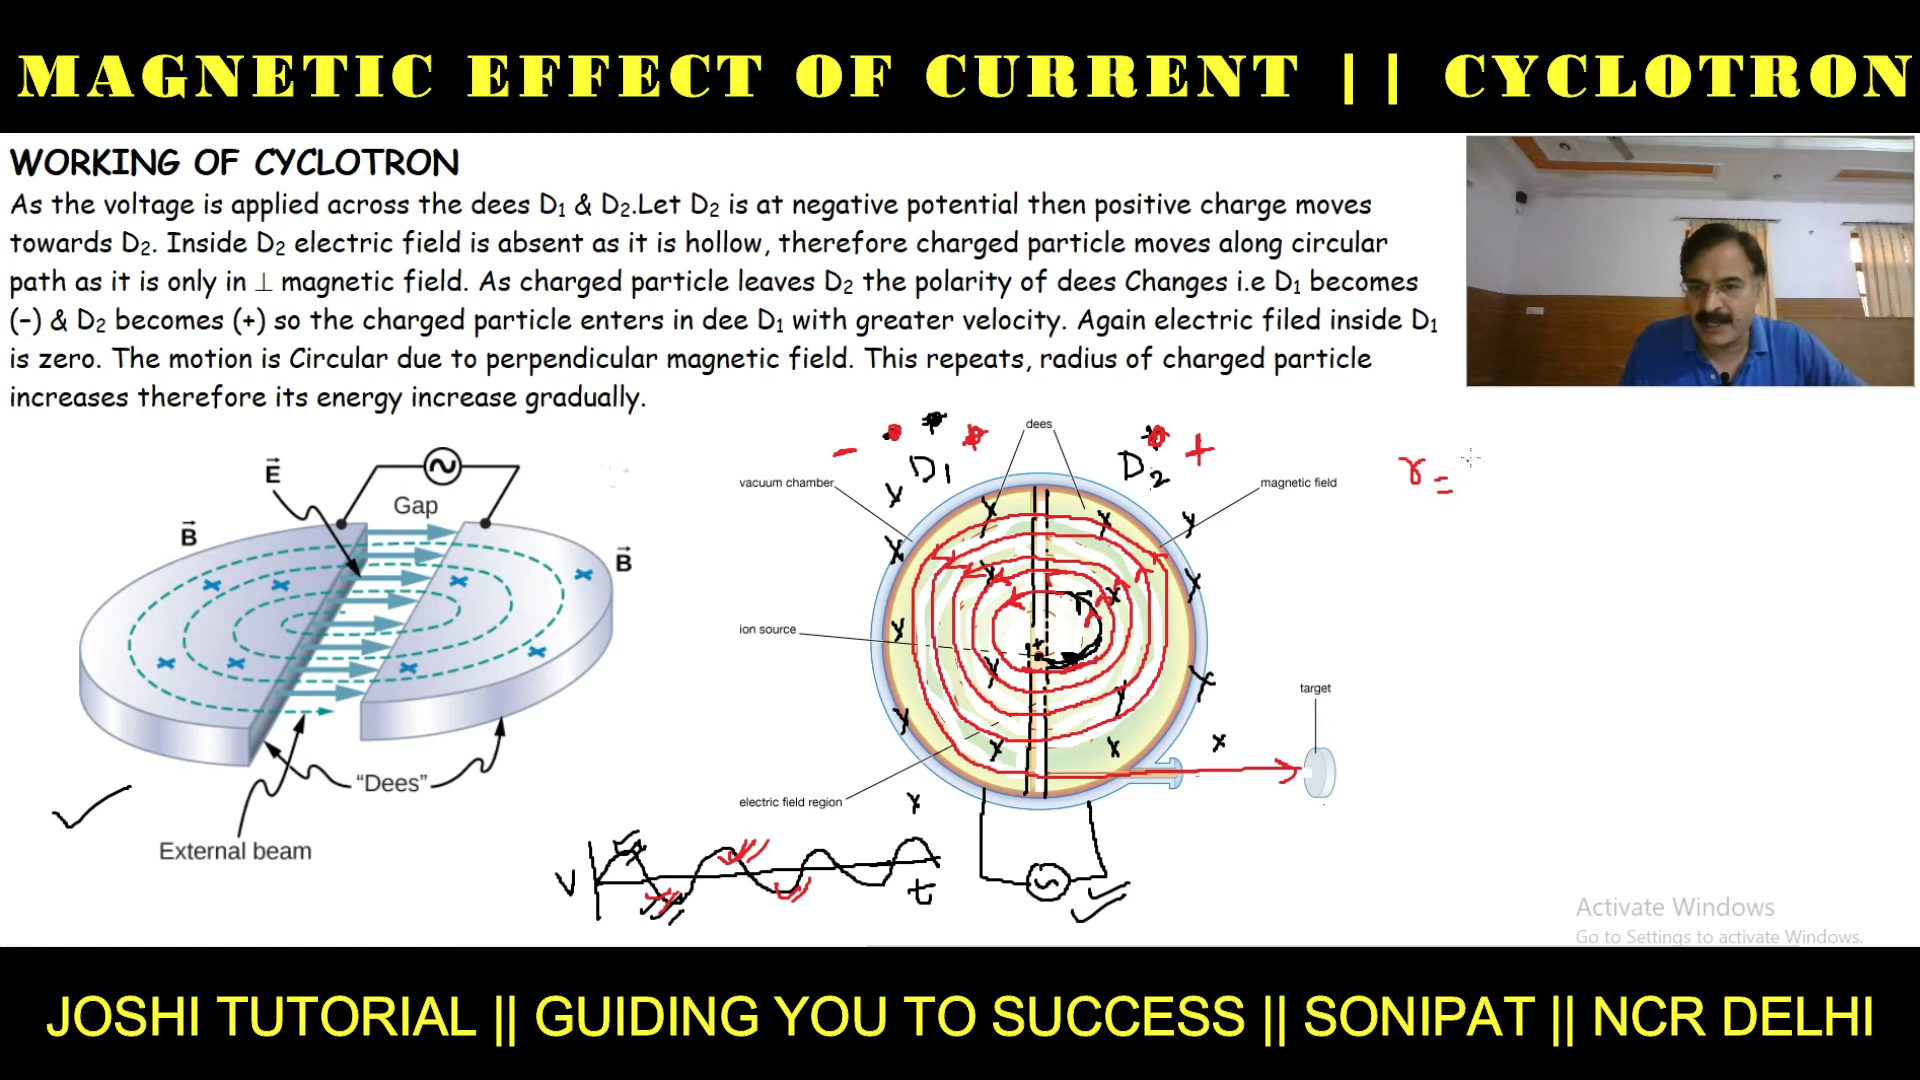 MAGNETIC EFFECT OF CURRENT || CYCLOTRON
WORKING OF CYCLOTRON
As the voltage is applied across the dees D₁ & D₂.Let D₂ is at negative potential then positive charge moves
towards D₂. Inside D₂ electric field is absent as it is hollow, therefore charged particle moves along circular
path as it is only in ⊥ magnetic field. As charged particle leaves D₂ the polarity of dees Changes i.e D₁ becomes
(-) & D₂ becomes (+) so the charged particle enters in dee D₁ with greater velocity. Again electric filed inside D₁
is zero. The motion is Circular due to perpendicular magnetic field. This repeats, radius of charged particle
increases therefore its energy increase gradually.
E
Gap
B
B
"Dees"
External beam
dees
- D₁
D₂ +
vacuum chamber
magnetic field
r =
ion source
target
electric field region
V
t
Activate Windows
Go to Settings to activate Windows.
JOSHI TUTORIAL || GUIDING YOU TO SUCCESS || SONIPAT || NCR DELHI